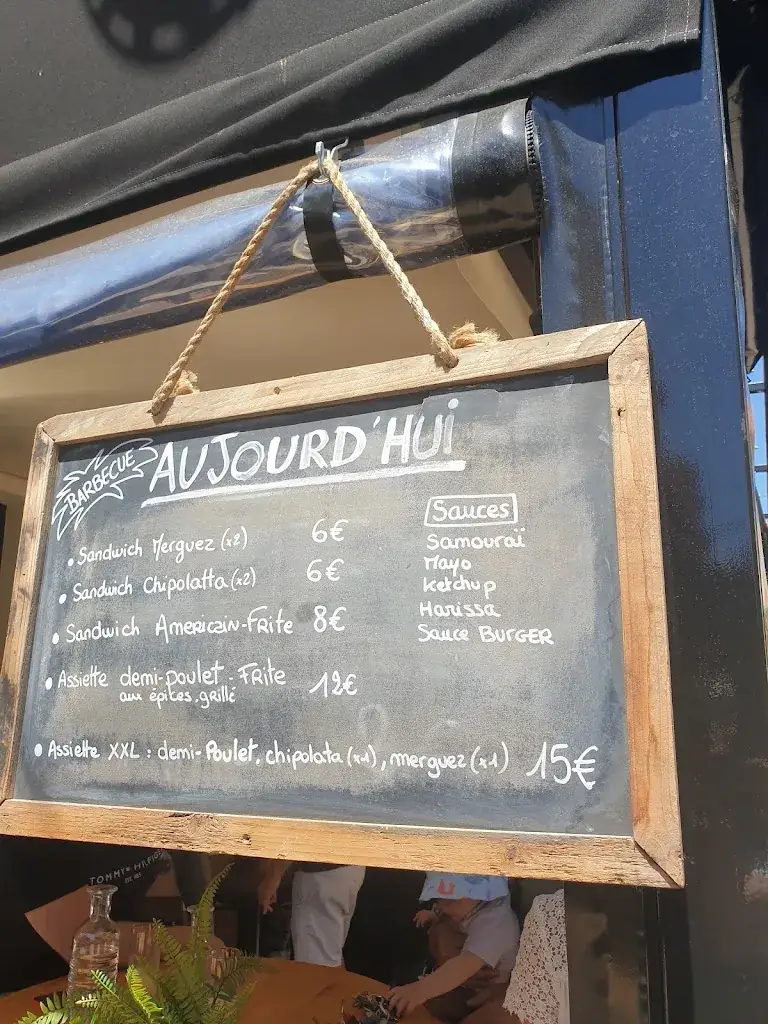 BARBECUE
AUJOURD'HUi
• Sandwich Merguez (x2) 6€
• Sandwich Chipolatta (x2) 6€
• Sandwich Americain-Frite 8€
• Assiette demi-poulet - Frite 12€
aux épices, grillé
• Assiette XXL : demi-Poulet, chipolata (x1), merguez (x1) 15€
Sauces
Samouraï
Mayo
ketchup
Harissa
Sauce BURGER